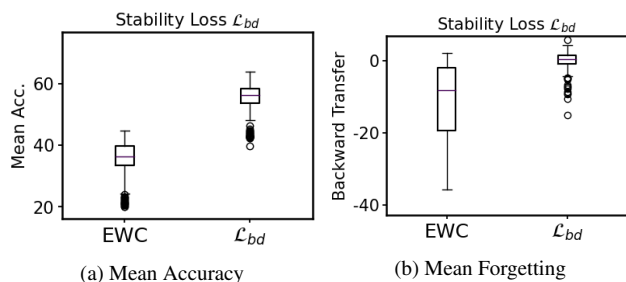 Stability Loss ℒ_bd
Mean Acc.
60
40
20
EWC
ℒ_bd
(a) Mean Accuracy
Stability Loss ℒ_bd
Backward Transfer
0
-20
-40
EWC
ℒ_bd
(b) Mean Forgetting